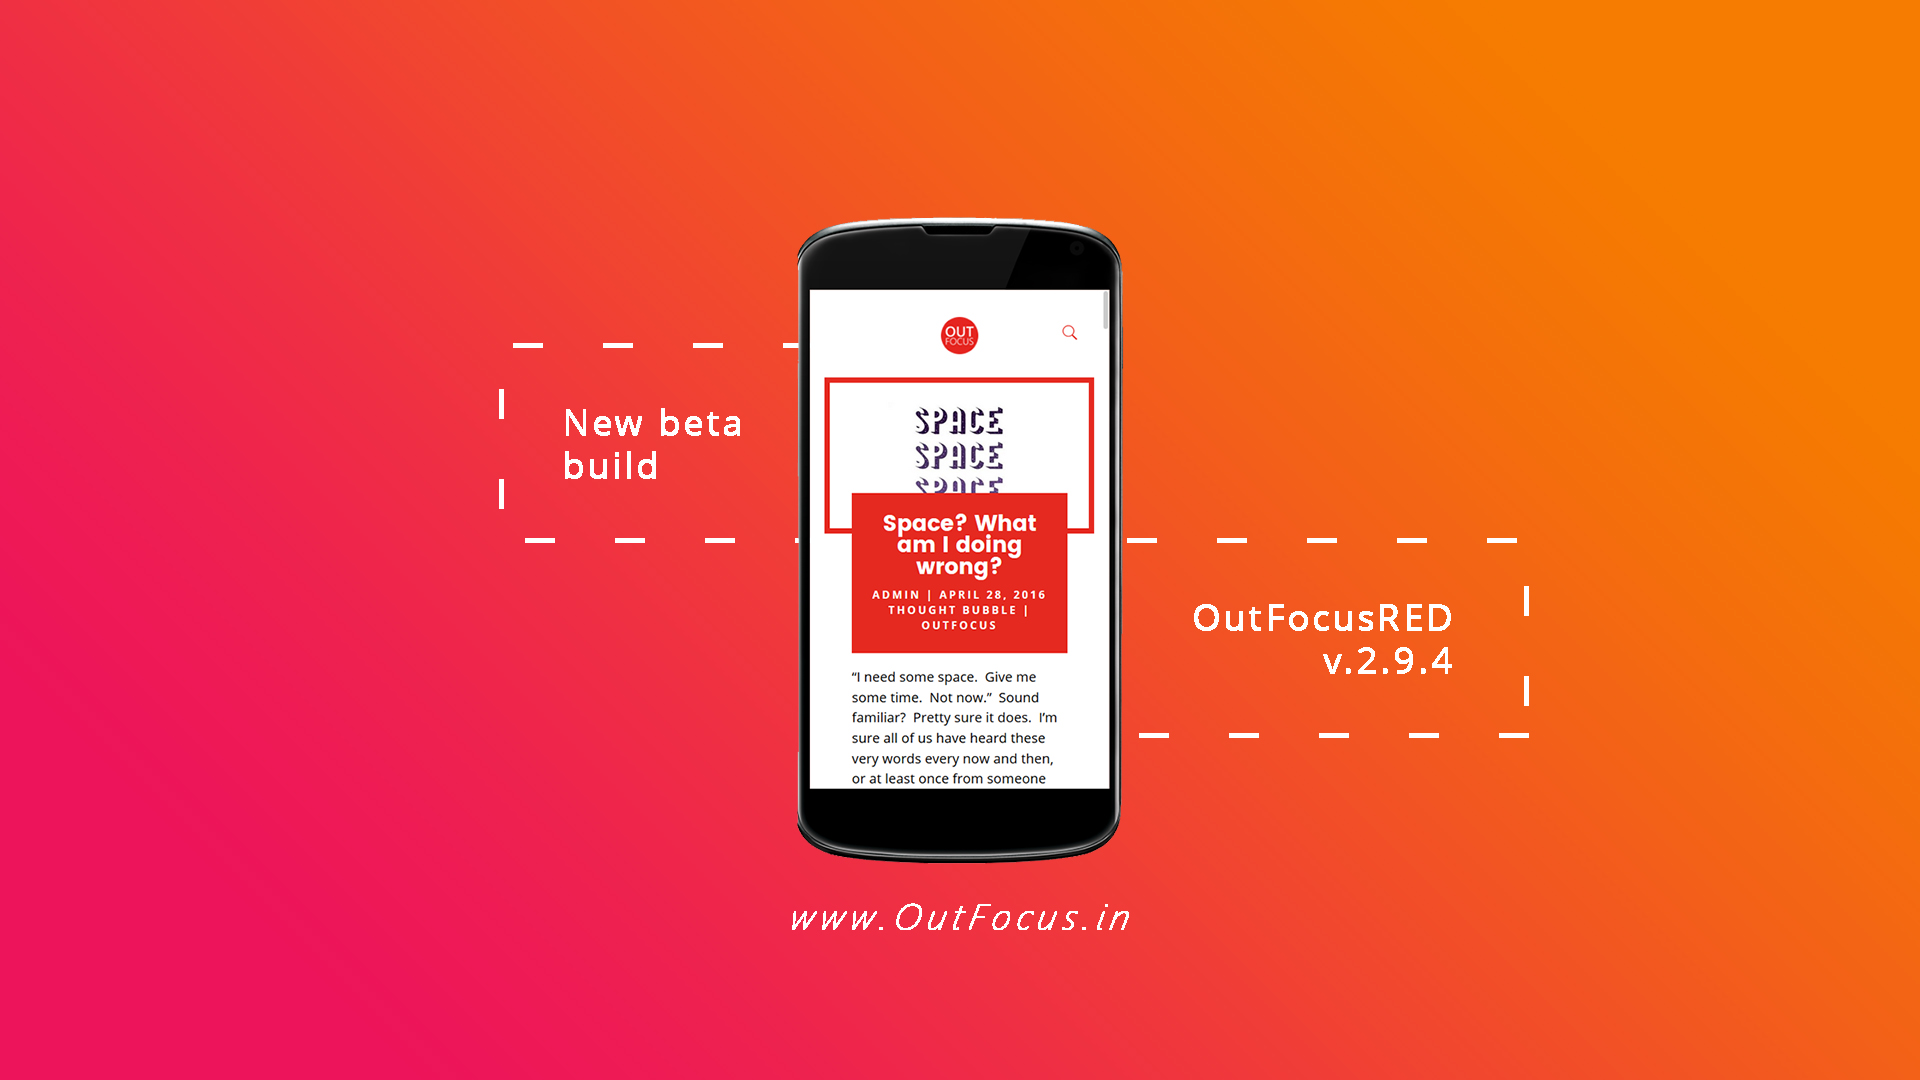 New beta
build
OUT
FOCUS
SPACE
SPACE
SPACE
Space? What
am I doing
wrong?
ADMIN | APRIL 28, 2016
THOUGHT BUBBLE |
OUTFOCUS
“I need some space.  Give me
some time.  Not now.”  Sound
familiar?  Pretty sure it does.  I’m
sure all of us have heard these
very words every now and then,
or at least once from someone
OutFocusRED
v.2.9.4
www.OutFocus.in